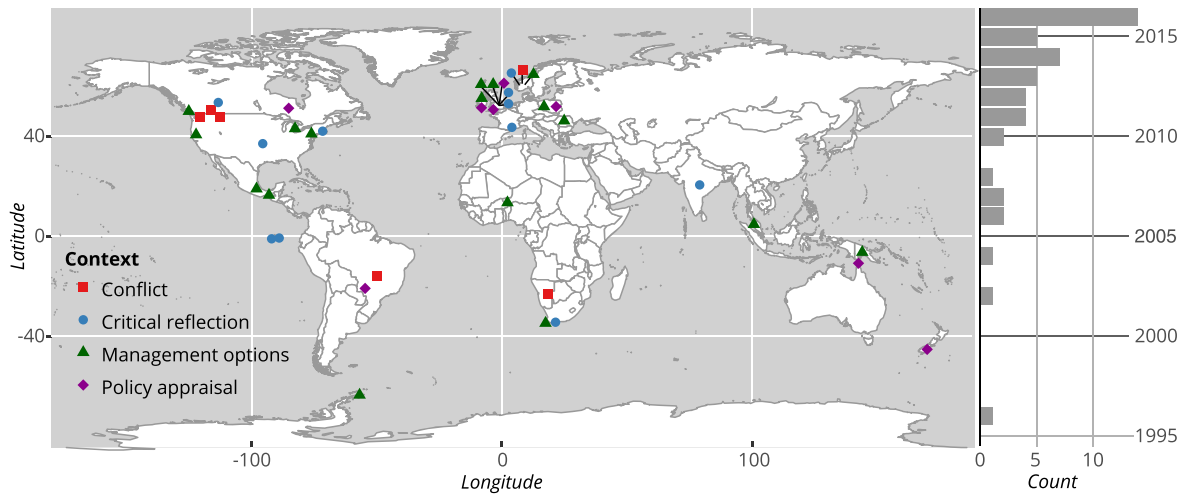 2015
2010
2005
2000
1995
40
0
-40
Latitude
Context
Conflict
Critical reflection
Management options
Policy appraisal
-100
0
100
Longitude
0
5
10
Count